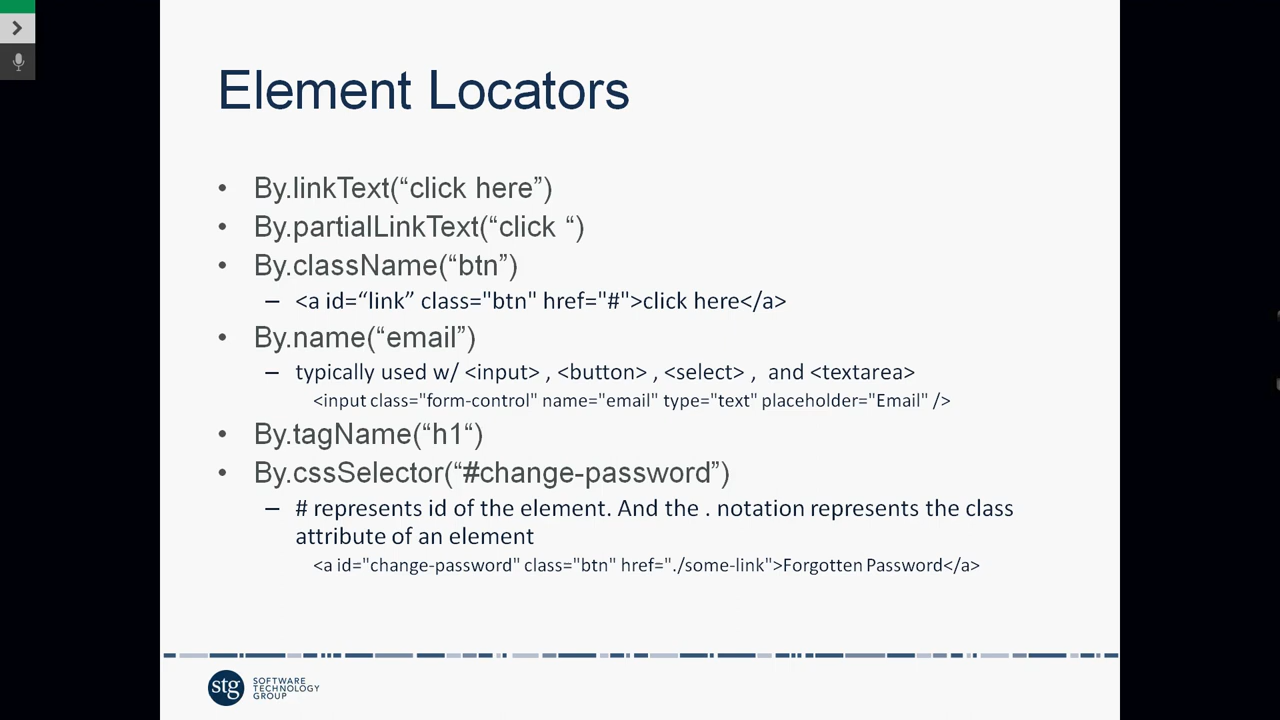 Element Locators
• By.linkText(“click here”)
• By.partialLinkText(“click “)
• By.className(“btn”)
– <a id=“link” class="btn" href="#">click here</a>
• By.name(“email”)
– typically used w/ <input> , <button> , <select> ,  and <textarea>
<input class="form-control" name="email" type="text" placeholder="Email" />
• By.tagName(“h1“)
• By.cssSelector(“#change-password”)
– # represents id of the element. And the . notation represents the class
attribute of an element
<a id="change-password" class="btn" href="./some-link">Forgotten Password</a>
stg
SOFTWARE
TECHNOLOGY
GROUP